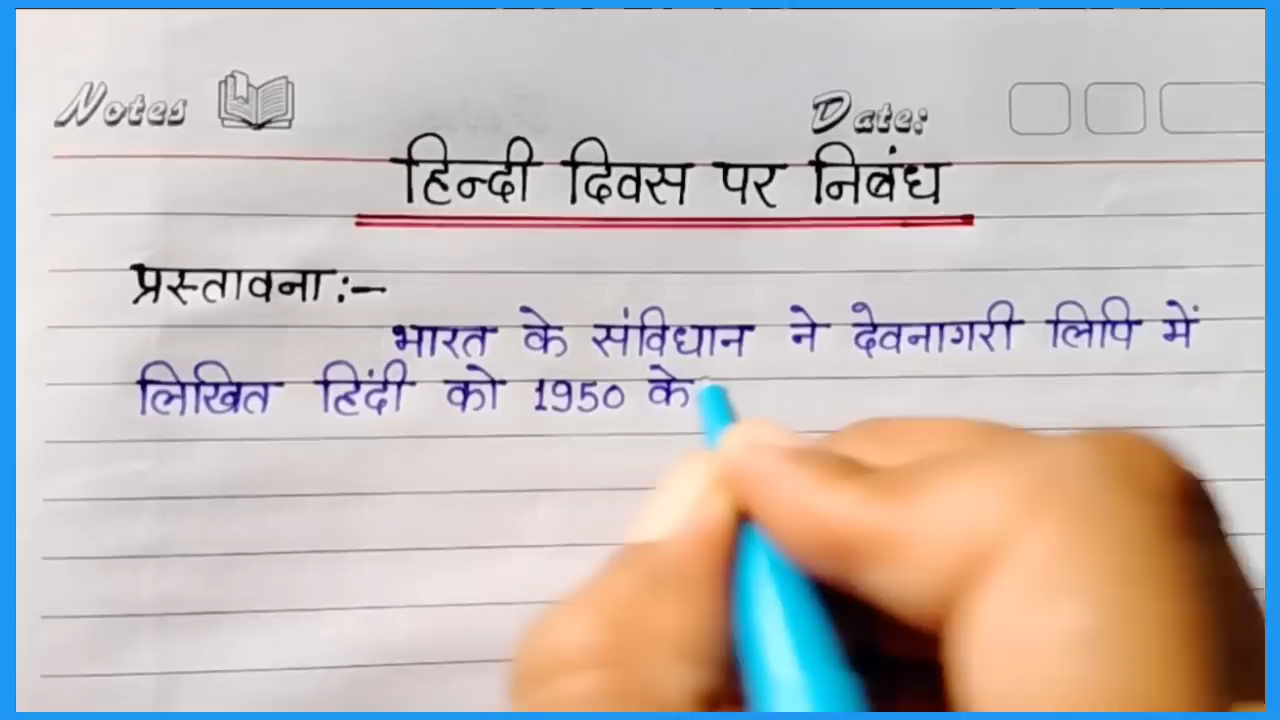 Notes
Date:
हिन्दी दिवस पर निबंध
प्रस्तावना :-
भारत के संविधान ने देवनागरी लिपि में
लिखित हिंदी को 1950 के